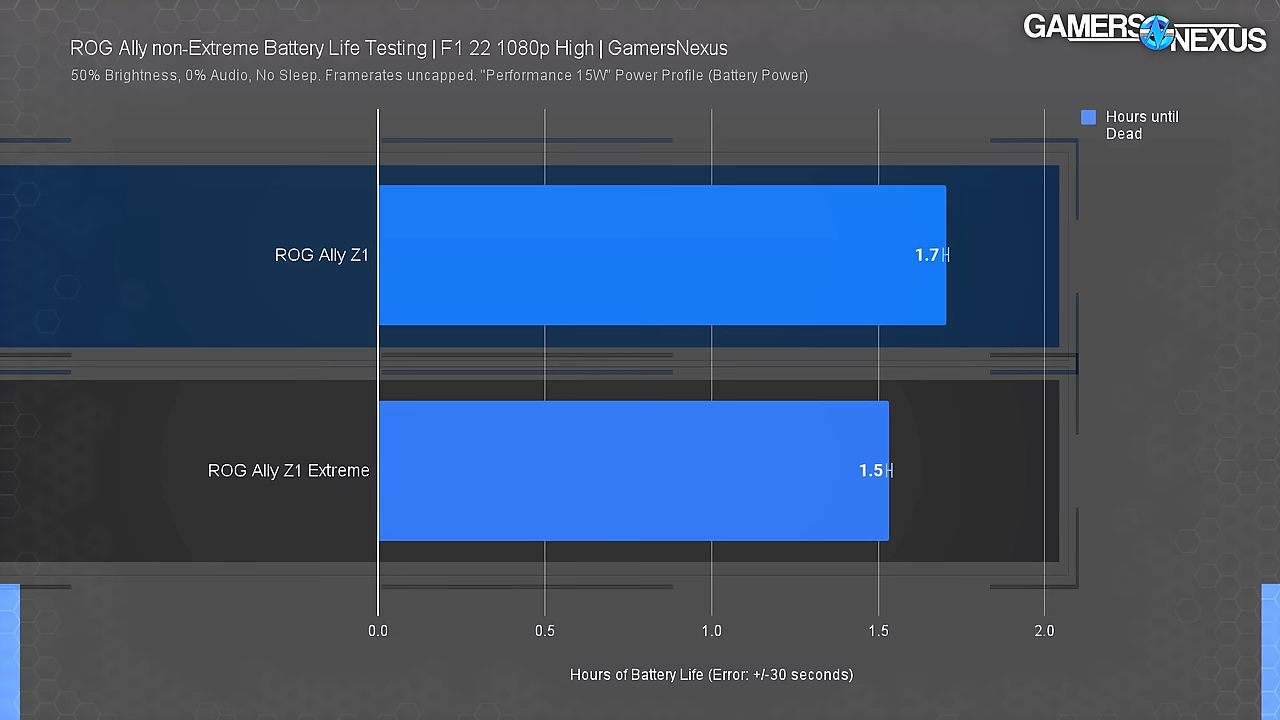 ROG Ally non-Extreme Battery Life Testing | F1 22 1080p High | GamersNexus
50% Brightness, 0% Audio, No Sleep. Framerates uncapped. "Performance 15W" Power Profile (Battery Power)
GAMERS NEXUS
Hours until
Dead
ROG Ally Z1
1.7
ROG Ally Z1 Extreme
1.5
0.0 0.5 1.0 1.5 2.0
Hours of Battery Life (Error: +/-30 seconds)